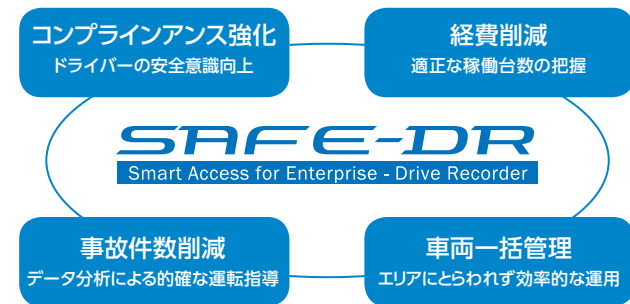 コンプラインアンス強化
ドライバーの安全意識向上
経費削減
適正な稼働台数の把握
SAFE-DR
Smart Access for Enterprise - Drive Recorder
事故件数削減
データ分析による的確な運転指導
車両一括管理
エリアにとらわれず効率的な運用